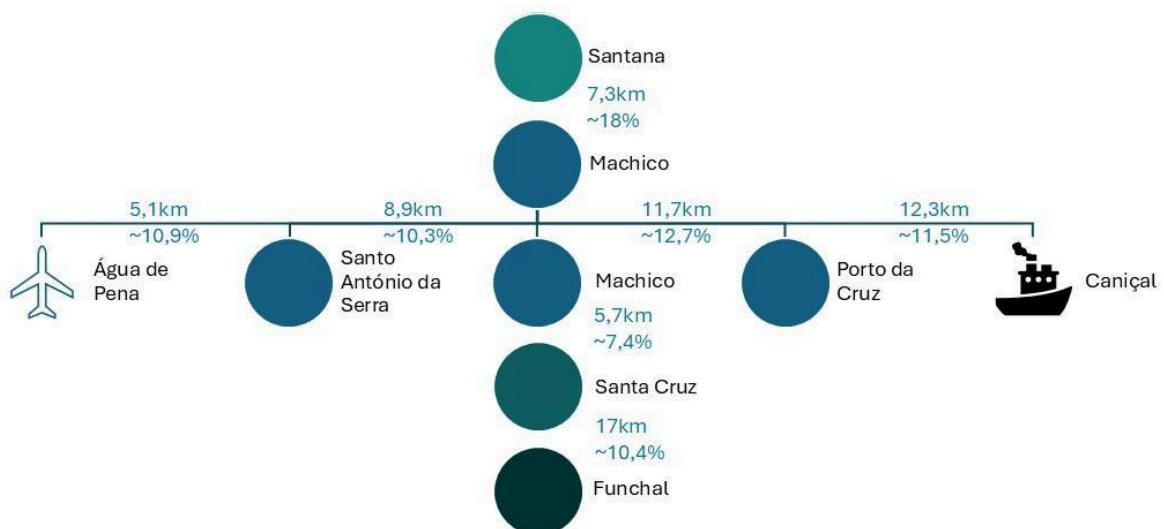 Santana
7,3km
~18%
Machico
5,1km
~10,9%
8,9km
~10,3%
11,7km
~12,7%
12,3km
~11,5%
Água de
Pena
Santo
António da
Serra
Machico
5,7km
~7,4%
Porto da
Cruz
Caniçal
Santa Cruz
17km
~10,4%
Funchal